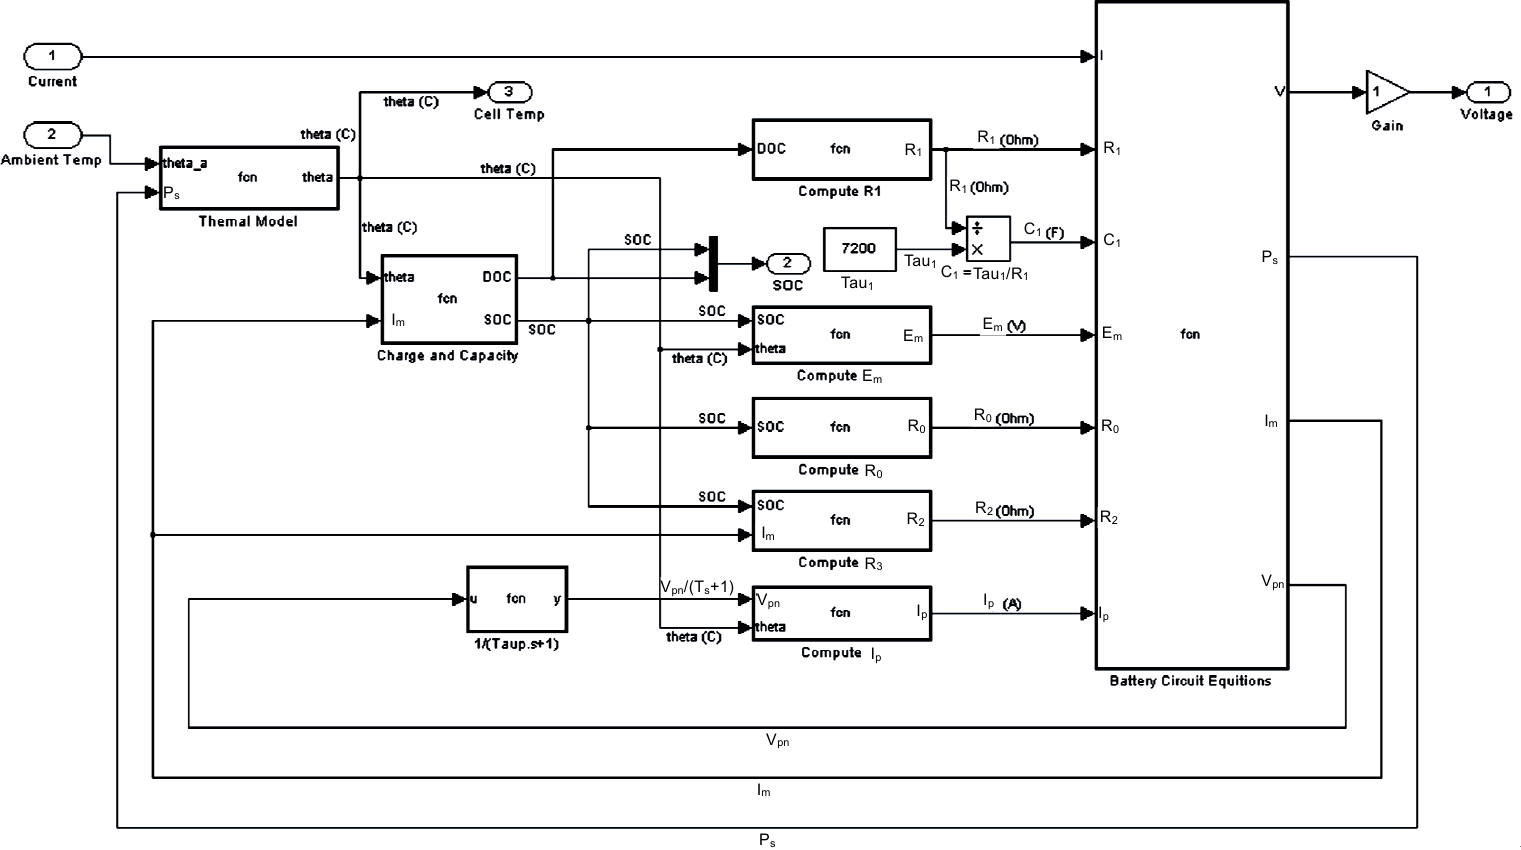 1
Current
2
Ambient Temp
theta_a
Ps
fcn
theta
Themal Model
theta (C)
theta (C)
3
Cell Temp
theta (C)
theta (C)
theta
Im
fcn
DOC
SOC
Charge and Capacity
SOC
SOC
2
SOC
DOC
fcn
R1
Compute R1
R1 (Ohm)
R1 (Ohm)
7200
Tau1
Tau1
÷
×
C1 =Tau1/R1
C1 (F)
SOC
theta (C)
SOC
theta
fcn
Em
Compute Em
Em (V)
SOC
SOC
fcn
R0
Compute R0
R0 (Ohm)
SOC
SOC
Im
fcn
R2
Compute R3
R2 (Ohm)
u
fcn
y
1/(Taup.s+1)
Vpn/(Ts+1)
theta (C)
Vpn
theta
fcn
Ip
Compute Ip
Ip (A)
I
R1
C1
Em
R0
R2
Ip
fcn
V
Ps
Im
Vpn
Battery Circuit Equitions
1
Gain
1
Voltage
Vpn
Im
Ps